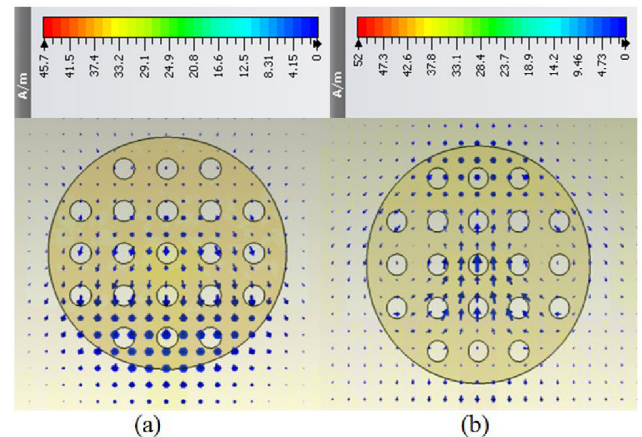 A/m
45.7 41.5 37.4 33.2 29.1 24.9 20.8 16.6 12.5 8.31 4.15 0
A/m
52 47.3 42.6 37.8 33.1 28.4 23.7 18.9 14.2 9.46 4.73 0
(a) (b)